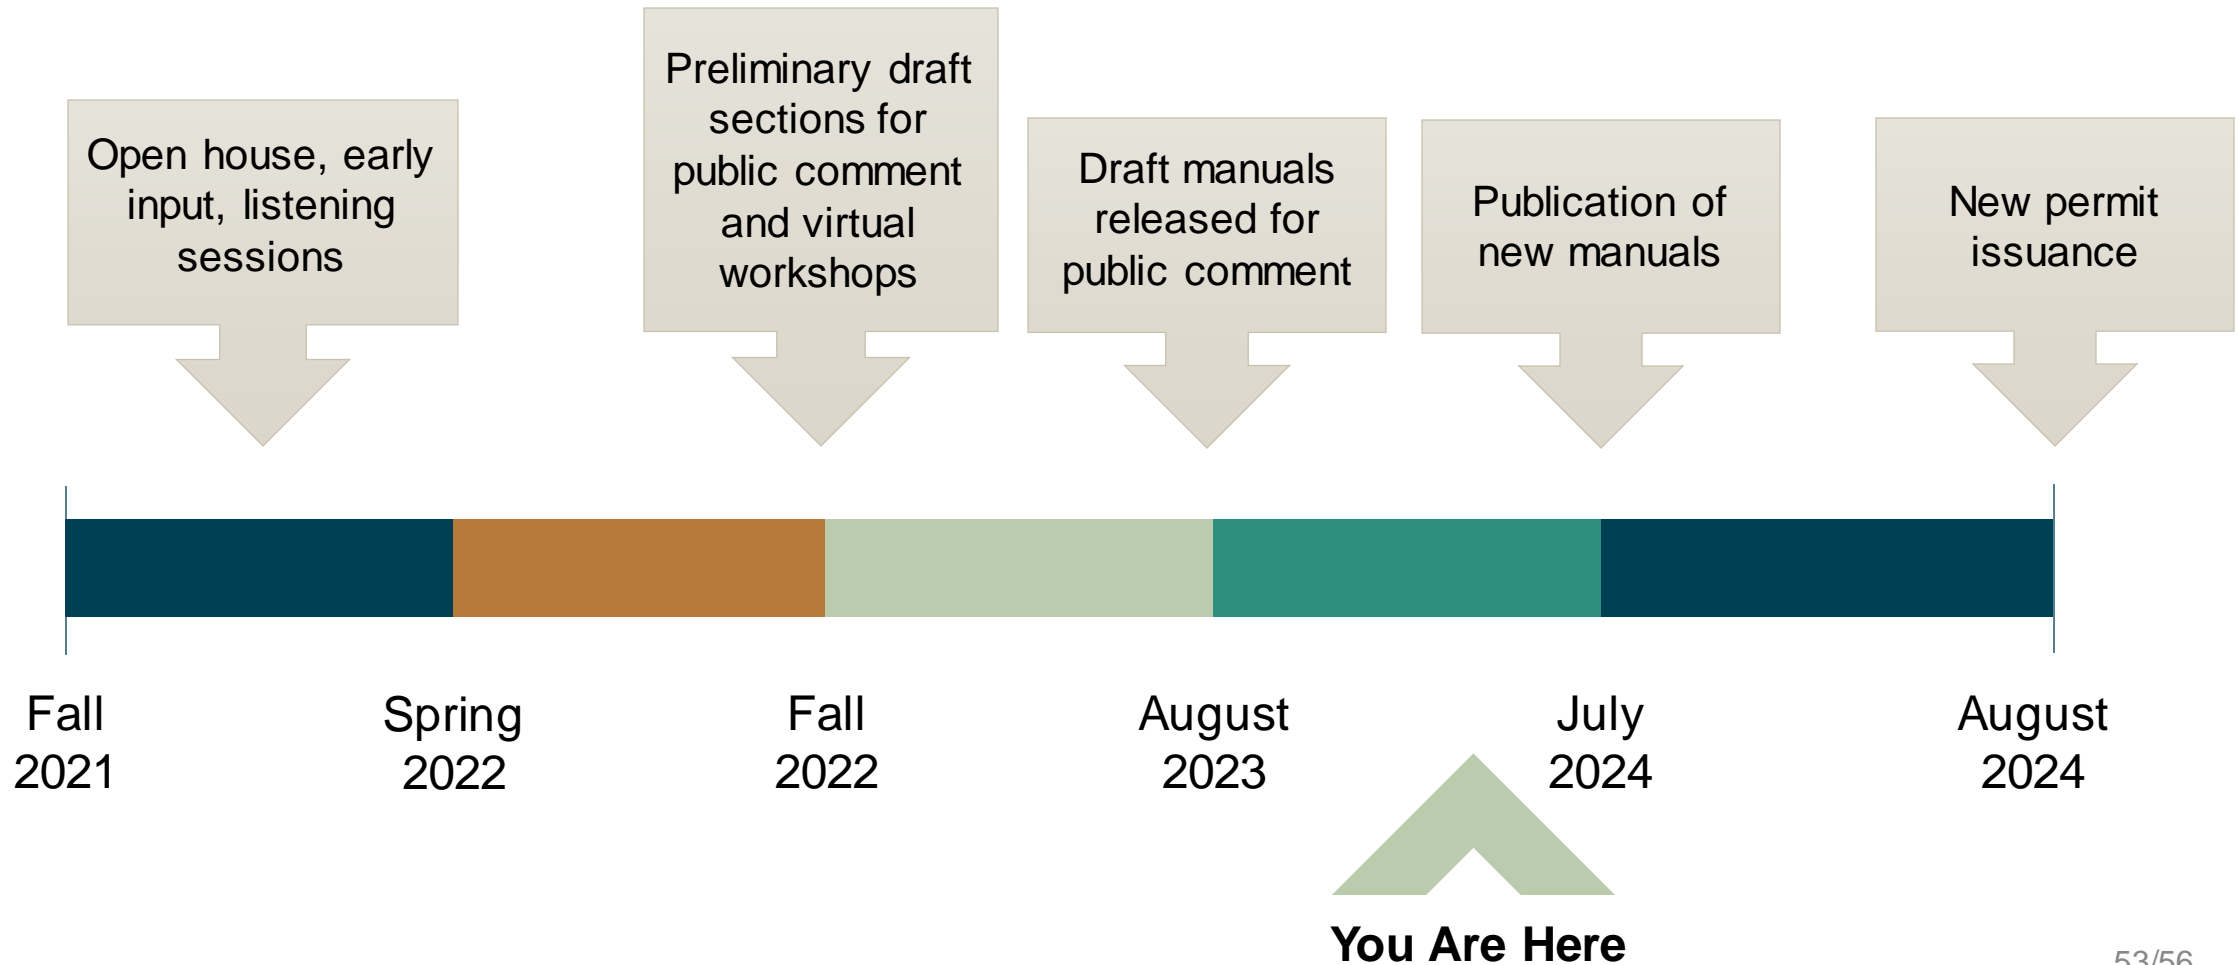 Open house, early
input, listening
sessions
Preliminary draft
sections for
public comment
and virtual
workshops
Draft manuals
released for
public comment
Publication of
new manuals
New permit
issuance
Fall
2021
Spring
2022
Fall
2022
August
2023
July
2024
August
2024
You Are Here
53/56